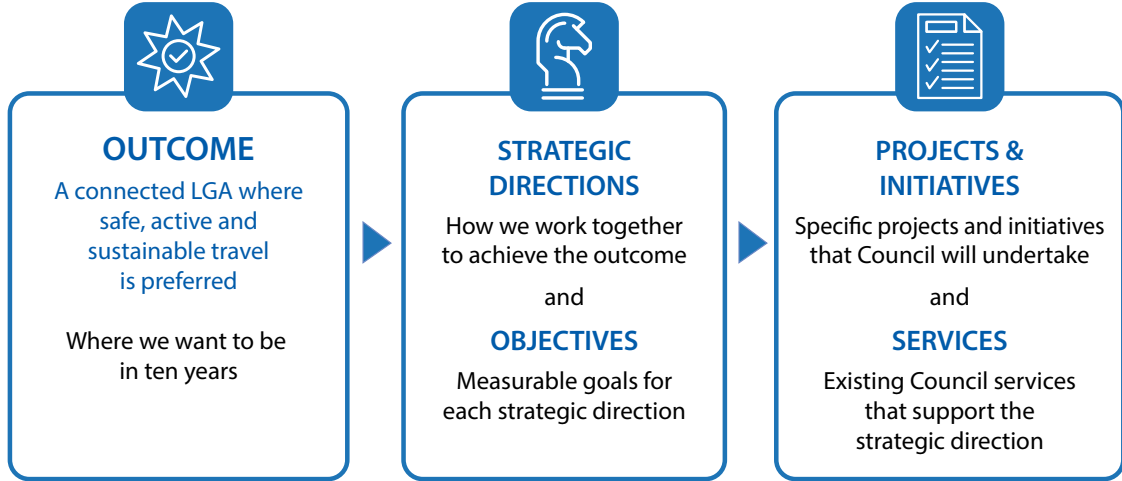 OUTCOME
A connected LGA where
safe, active and
sustainable travel
is preferred
Where we want to be
in ten years
STRATEGIC
DIRECTIONS
How we work together
to achieve the outcome
and
OBJECTIVES
Measurable goals for
each strategic direction
PROJECTS &
INITIATIVES
Specific projects and initiatives
that Council will undertake
and
SERVICES
Existing Council services
that support the
strategic direction